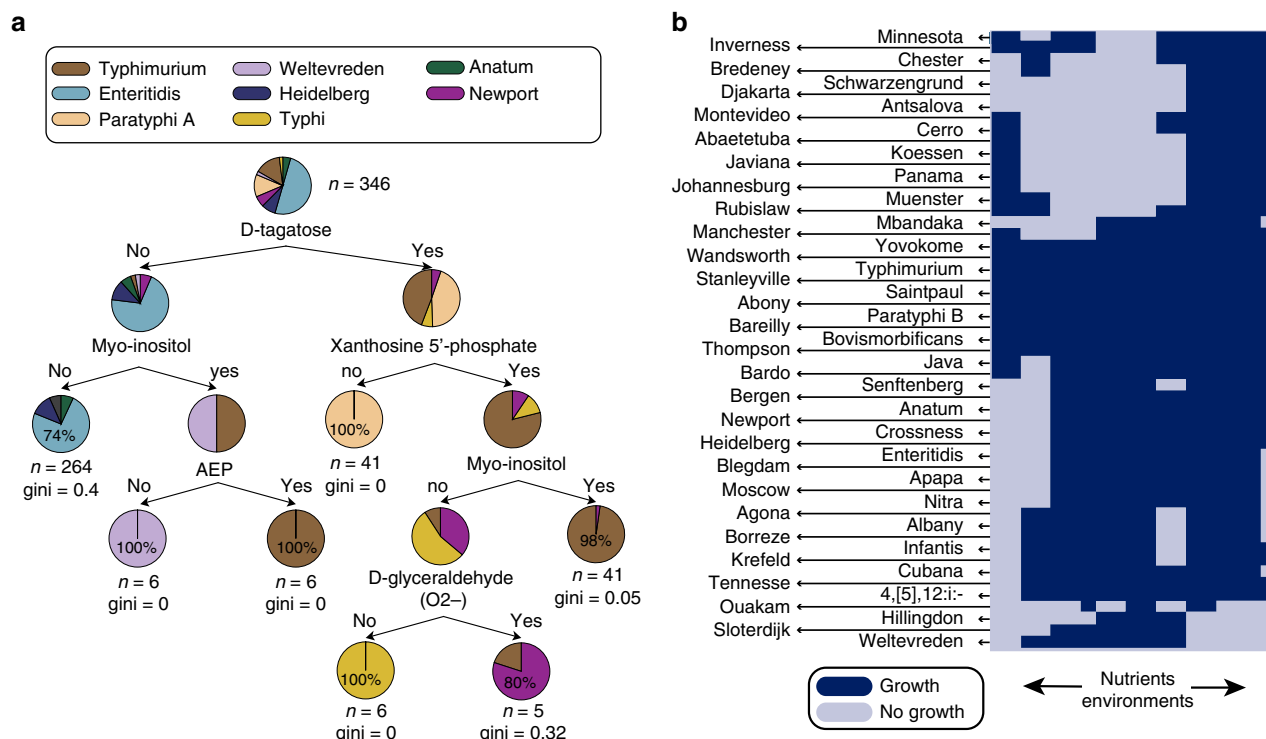 a
Typhimurium
Weltevreden
Anatum
Enteritidis
Heidelberg
Newport
Paratyphi A
Typhi
n = 346
D-tagatose
No
Yes
Myo-inositol
Xanthosine 5′-phosphate
No
yes
no
Yes
74%
100%
n = 264
gini = 0.4
AEP
n = 41
gini = 0
Myo-inositol
No
Yes
no
Yes
100%
100%
98%
n = 6
gini = 0
n = 6
gini = 0
D-glyceraldehyde
(O2–)
n = 41
gini = 0.05
No
Yes
100%
80%
n = 6
gini = 0
n = 5
gini = 0.32
b
Minnesota
Inverness
Chester
Bredeney
Schwarzengrund
Djakarta
Antsalova
Montevideo
Cerro
Abaetetuba
Koessen
Javiana
Panama
Johannesburg
Muenster
Rubislaw
Mbandaka
Manchester
Yovokome
Wandsworth
Typhimurium
Stanleyville
Saintpaul
Abony
Paratyphi B
Bareilly
Bovismorbificans
Thompson
Java
Bardo
Senftenberg
Bergen
Anatum
Newport
Crossness
Heidelberg
Enteritidis
Blegdam
Apapa
Moscow
Nitra
Agona
Albany
Borreze
Infantis
Krefeld
Cubana
Tennesse
4,[5],12:i:-
Ouakam
Hillingdon
Sloterdijk
Weltevreden
Growth
No growth
Nutrients
environments